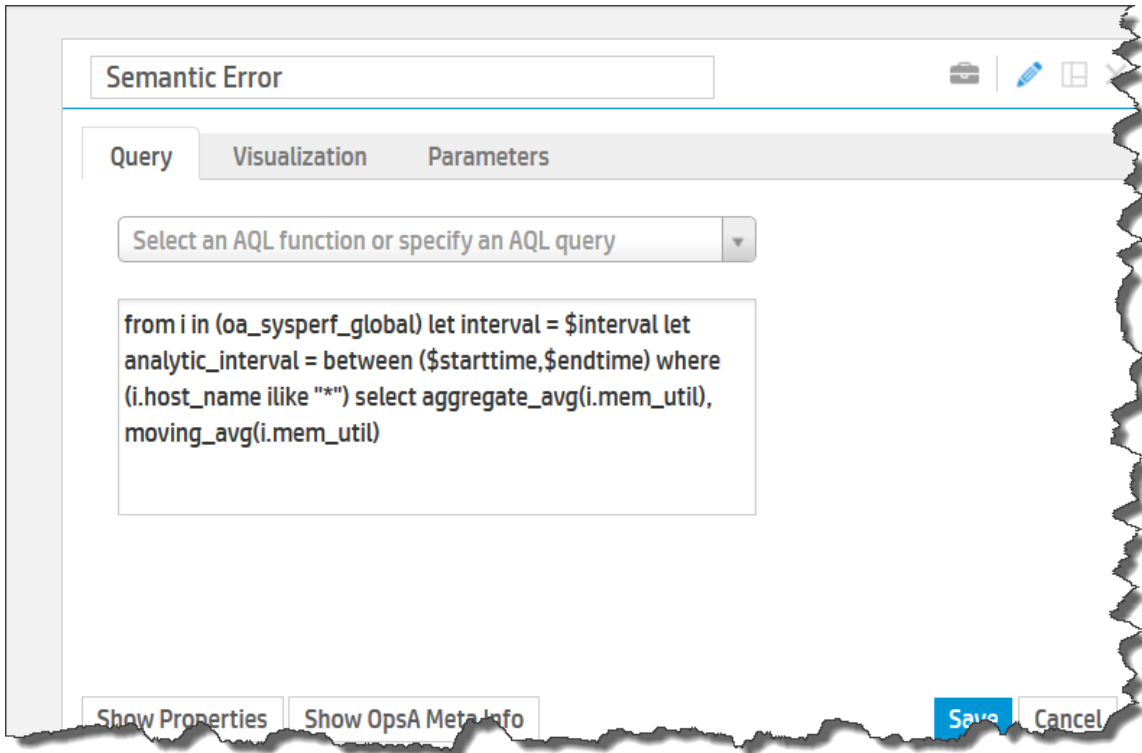 Semantic Error
Query Visualization Parameters
Select an AQL function or specify an AQL query
from i in (oa_sysperf_global) let interval = $interval let
analytic_interval = between ($starttime,$endtime) where
(i.host_name ilike "*") select aggregate_avg(i.mem_util),
moving_avg(i.mem_util)
Show Properties Show OpsA Meta Info Save Cancel